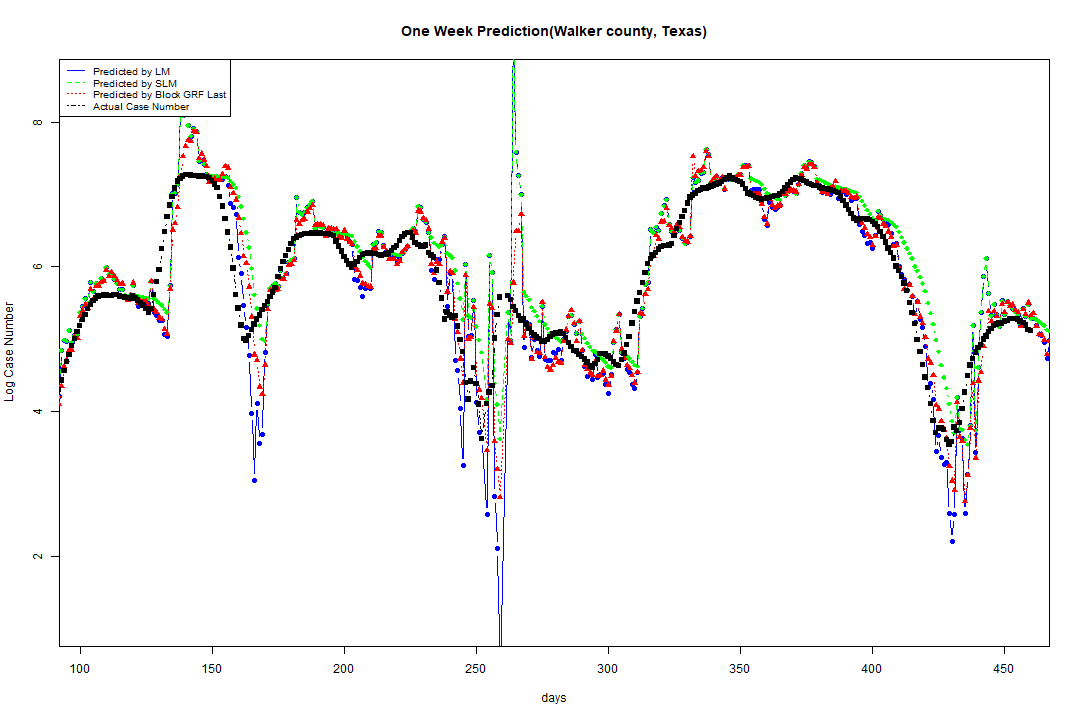 One Week Prediction(Walker county, Texas)
Predicted by LM
Predicted by SLM
Predicted by Block GRF Last
Actual Case Number
8
6
4
2
Log Case Number
100 150 200 250 300 350 400 450
days